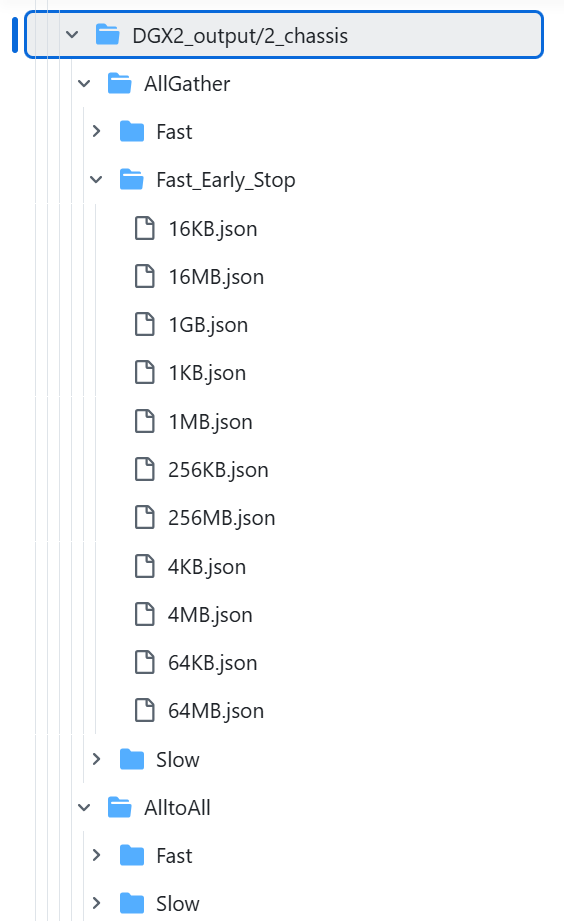 DGX2_output/2_chassis
AllGather
Fast
Fast_Early_Stop
16KB.json
16MB.json
1GB.json
1KB.json
1MB.json
256KB.json
256MB.json
4KB.json
4MB.json
64KB.json
64MB.json
Slow
AlltoAll
Fast
Slow